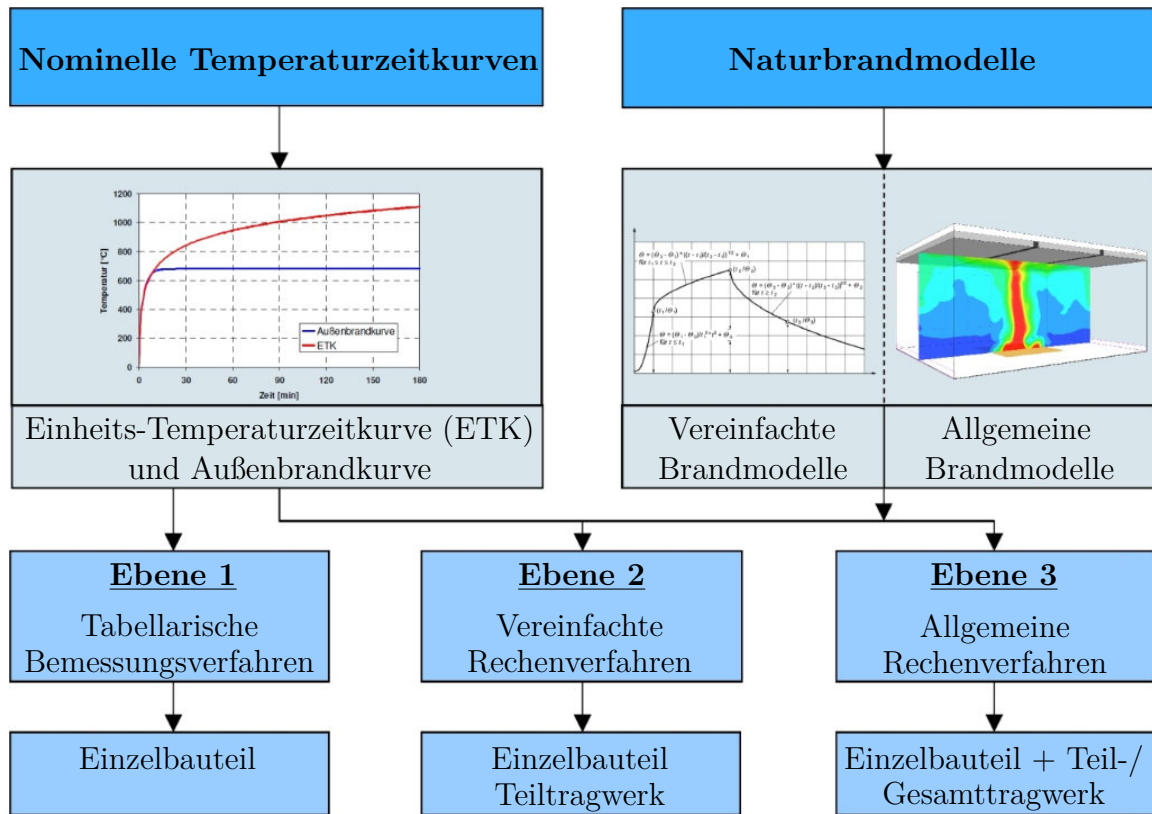 Nominelle Temperaturzeitkurven
Naturbrandmodelle
1200
1000
800
600
400
200
0
Temperatur [°C]
Außenbrandkurve
ETK
0 30 60 90 120 150 180
Zeit [min]
Einheits-Temperaturzeitkurve (ETK)
und Außenbrandkurve
Vereinfachte
Brandmodelle
Allgemeine
Brandmodelle
Ebene 1
Tabellarische
Bemessungsverfahren
Ebene 2
Vereinfachte
Rechenverfahren
Ebene 3
Allgemeine
Rechenverfahren
Einzelbauteil
Einzelbauteil
Teiltragwerk
Einzelbauteil + Teil-/
Gesamttragwerk